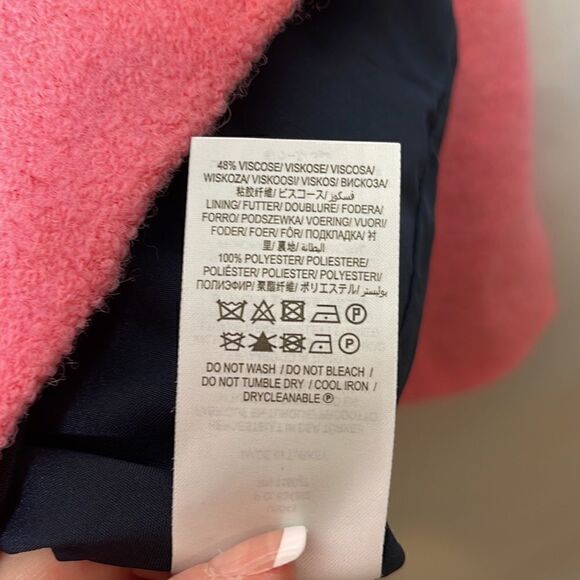 48% VISCOSE/ VISKOSE/ VISCOSA/
WISKOZA/ VISKOOSI/ VISKOS/ ВИСКОЗА/
粘胶纤维/ ビスコース/ فسكوز/
LINING/ FUTTER/ DOUBLURE/ FODERA/
FORRO/ PODSZEWKA/ VOERING/ VUORI/
FODER/ FOER/ FÔR/ ПОДКЛАДКА/ 衬
里/ 裏地/ البطانة/
100% POLYESTER/ POLIESTERE/
POLIÉSTER/ POLIESTER/ POLYESTERI/
ПОЛИЭФИР/ 聚酯纤维/ ポリエステル/ بوليستر
P
P
DO NOT WASH / DO NOT BLEACH /
DO NOT TUMBLE DRY / COOL IRON /
DRYCLEANABLE Ⓟ